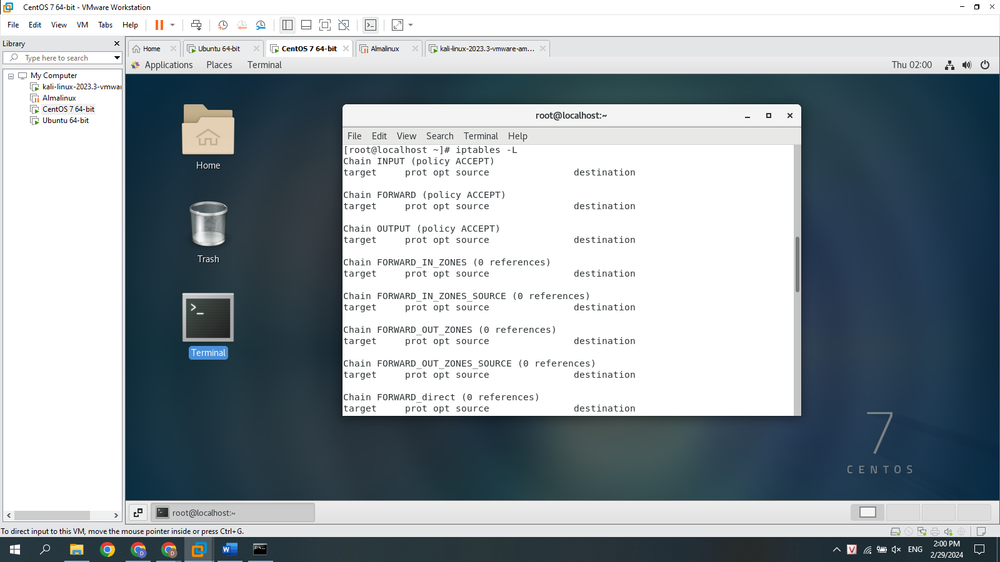 CentOS 7 64-bit - VMware Workstation
File Edit View VM Tabs Help
Library
Type here to search
My Computer
kali-linux-2023.3-vmwar
Almalinux
CentOS 7 64-bit
Ubuntu 64-bit
Home
Ubuntu 64-bit
CentOS 7 64-bit
Almalinux
kali-linux-2023.3-vmware-am...
Applications Places Terminal
Thu 02:00
Home
Trash
Terminal
root@localhost:~
File Edit View Search Terminal Help
[root@localhost ~]# iptables -L
Chain INPUT (policy ACCEPT)
target prot opt source destination
Chain FORWARD (policy ACCEPT)
target prot opt source destination
Chain OUTPUT (policy ACCEPT)
target prot opt source destination
Chain FORWARD_IN_ZONES (0 references)
target prot opt source destination
Chain FORWARD_IN_ZONES_SOURCE (0 references)
target prot opt source destination
Chain FORWARD_OUT_ZONES (0 references)
target prot opt source destination
Chain FORWARD_OUT_ZONES_SOURCE (0 references)
target prot opt source destination
Chain FORWARD_direct (0 references)
target prot opt source destination
7
CENTOS
root@localhost:~
To direct input to this VM, move the mouse pointer inside or press Ctrl+G.
ENG
2:00 PM
2/29/2024